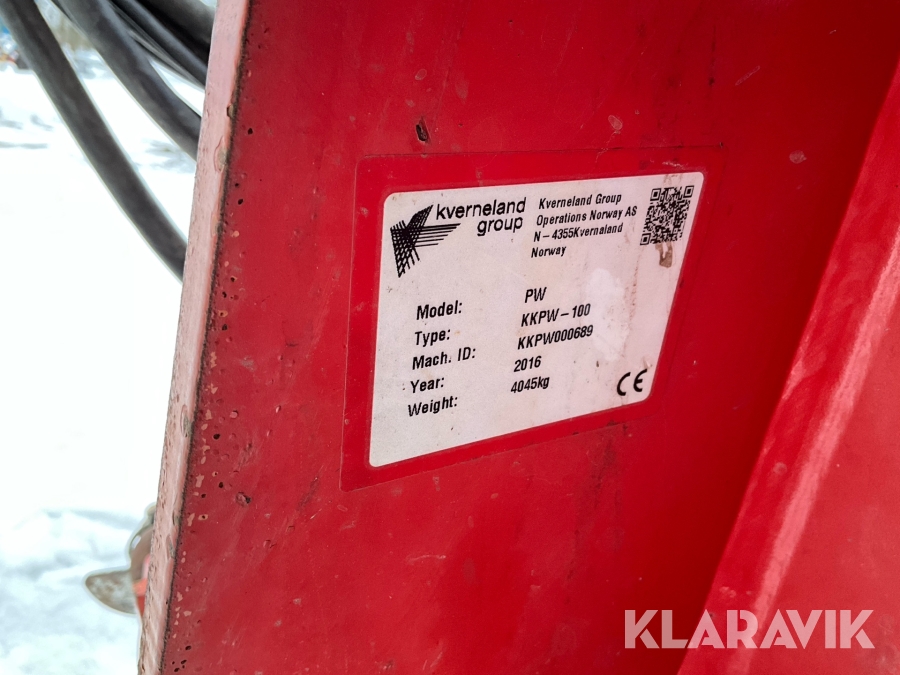 kverneland
group
Kverneland Group
Operations Norway AS
N-4355Kvernaland
Norway
Model: PW
Type: KKPW-100
Mach. ID: KKPW000689
Year: 2016
Weight: 4045kg
CE
KLARAVIK